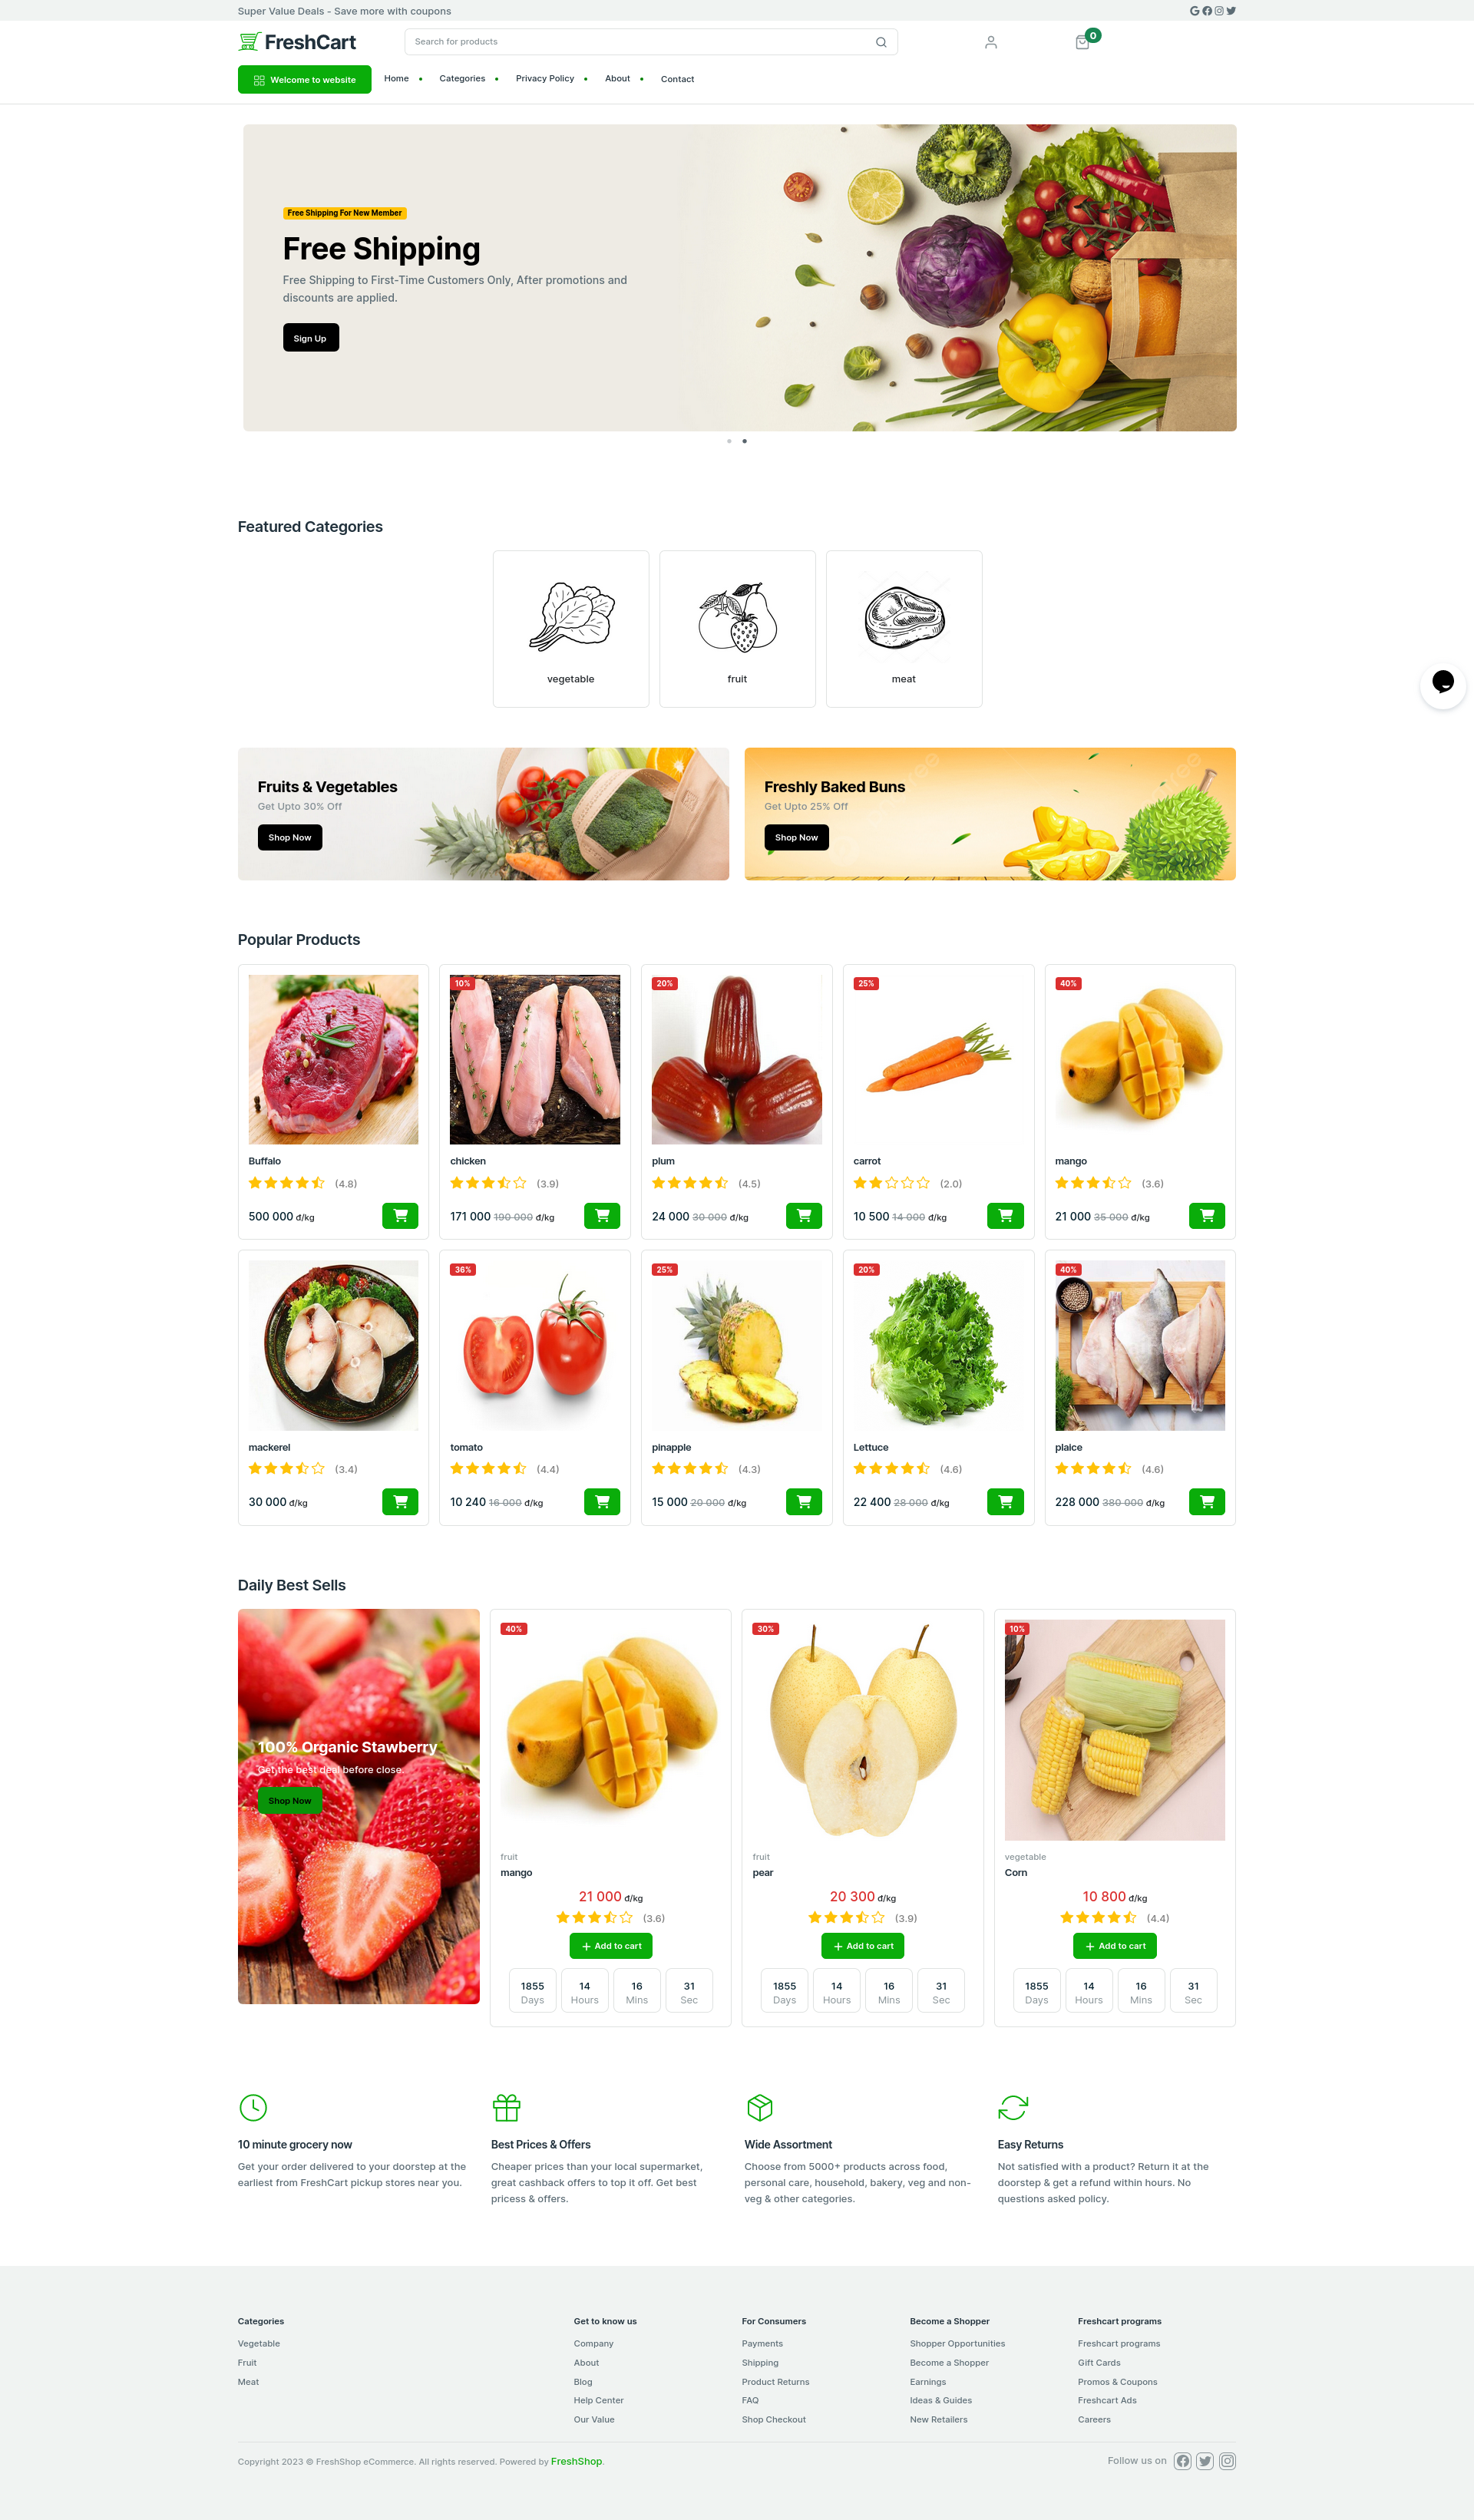 Super Value Deals - Save more with coupons
FreshCart
Search for products
0
Welcome to website
Home
Categories
Privacy Policy
About
Contact
Free Shipping For New Member
Free Shipping
Free Shipping to First-Time Customers Only, After promotions and
discounts are applied.
Sign Up
Featured Categories
vegetable
fruit
meat
Fruits & Vegetables
Get Upto 30% Off
Shop Now
Freshly Baked Buns
Get Upto 25% Off
Shop Now
Popular Products
Buffalo
(4.8)
500 000 đ/kg
10%
chicken
(3.9)
171 000 190 000 đ/kg
20%
plum
(4.5)
24 000 30 000 đ/kg
25%
carrot
(2.0)
10 500 14 000 đ/kg
40%
mango
(3.6)
21 000 35 000 đ/kg
mackerel
(3.4)
30 000 đ/kg
36%
tomato
(4.4)
10 240 16 000 đ/kg
25%
pinapple
(4.3)
15 000 20 000 đ/kg
20%
Lettuce
(4.6)
22 400 28 000 đ/kg
40%
plaice
(4.6)
228 000 380 000 đ/kg
Daily Best Sells
100% Organic Stawberry
Get the best deal before close.
Shop Now
40%
fruit
mango
21 000 đ/kg
(3.6)
Add to cart
1855 14 16 31
Days Hours Mins Sec
30%
fruit
pear
20 300 đ/kg
(3.9)
Add to cart
1855 14 16 31
Days Hours Mins Sec
10%
vegetable
Corn
10 800 đ/kg
(4.4)
Add to cart
1855 14 16 31
Days Hours Mins Sec
10 minute grocery now
Get your order delivered to your doorstep at the
earliest from FreshCart pickup stores near you.
Best Prices & Offers
Cheaper prices than your local supermarket,
great cashback offers to top it off. Get best
pricess & offers.
Wide Assortment
Choose from 5000+ products across food,
personal care, household, bakery, veg and non-
veg & other categories.
Easy Returns
Not satisfied with a product? Return it at the
doorstep & get a refund within hours. No
questions asked policy.
Categories
Vegetable
Fruit
Meat
Get to know us
Company
About
Blog
Help Center
Our Value
For Consumers
Payments
Shipping
Product Returns
FAQ
Shop Checkout
Become a Shopper
Shopper Opportunities
Become a Shopper
Earnings
Ideas & Guides
New Retailers
Freshcart programs
Freshcart programs
Gift Cards
Promos & Coupons
Freshcart Ads
Careers
Copyright 2023 © FreshShop eCommerce. All rights reserved. Powered by FreshShop.
Follow us on